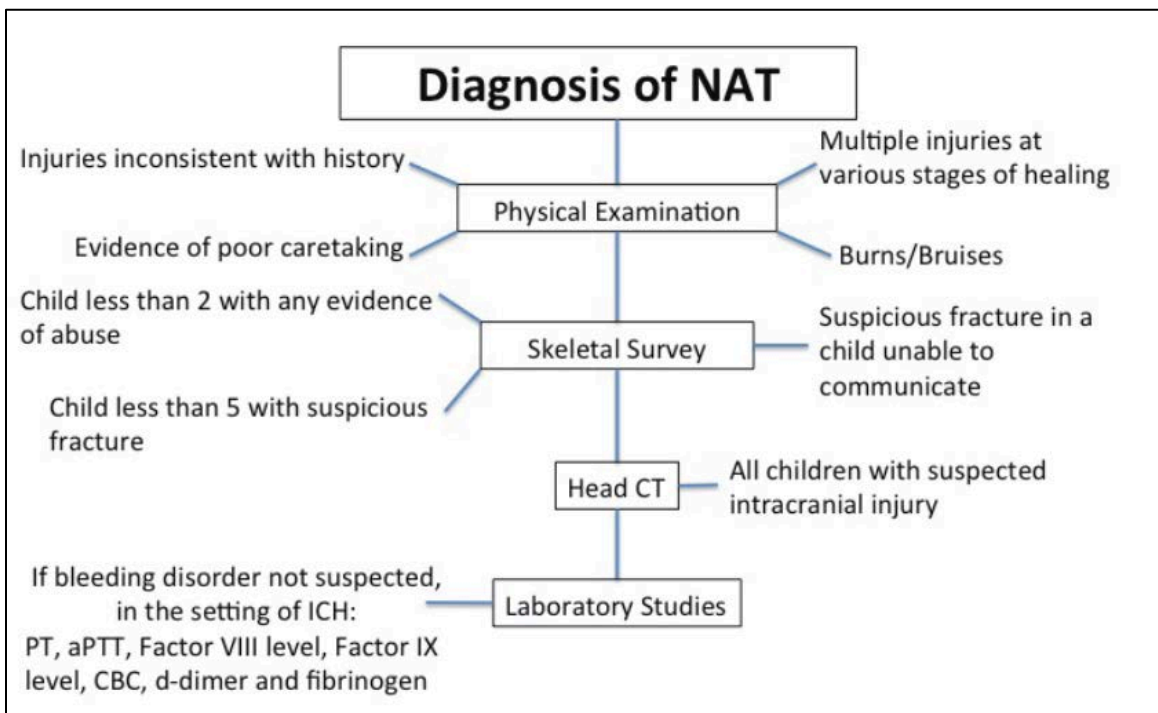 Diagnosis of NAT
Injuries inconsistent with history
Multiple injuries at
various stages of healing
Physical Examination
Evidence of poor caretaking
Burns/Bruises
Child less than 2 with any evidence
of abuse
Skeletal Survey
Suspicious fracture in a
child unable to
communicate
Child less than 5 with suspicious
fracture
Head CT
All children with suspected
intracranial injury
If bleeding disorder not suspected,
in the setting of ICH:
PT, aPTT, Factor VIII level, Factor IX
level, CBC, d-dimer and fibrinogen
Laboratory Studies